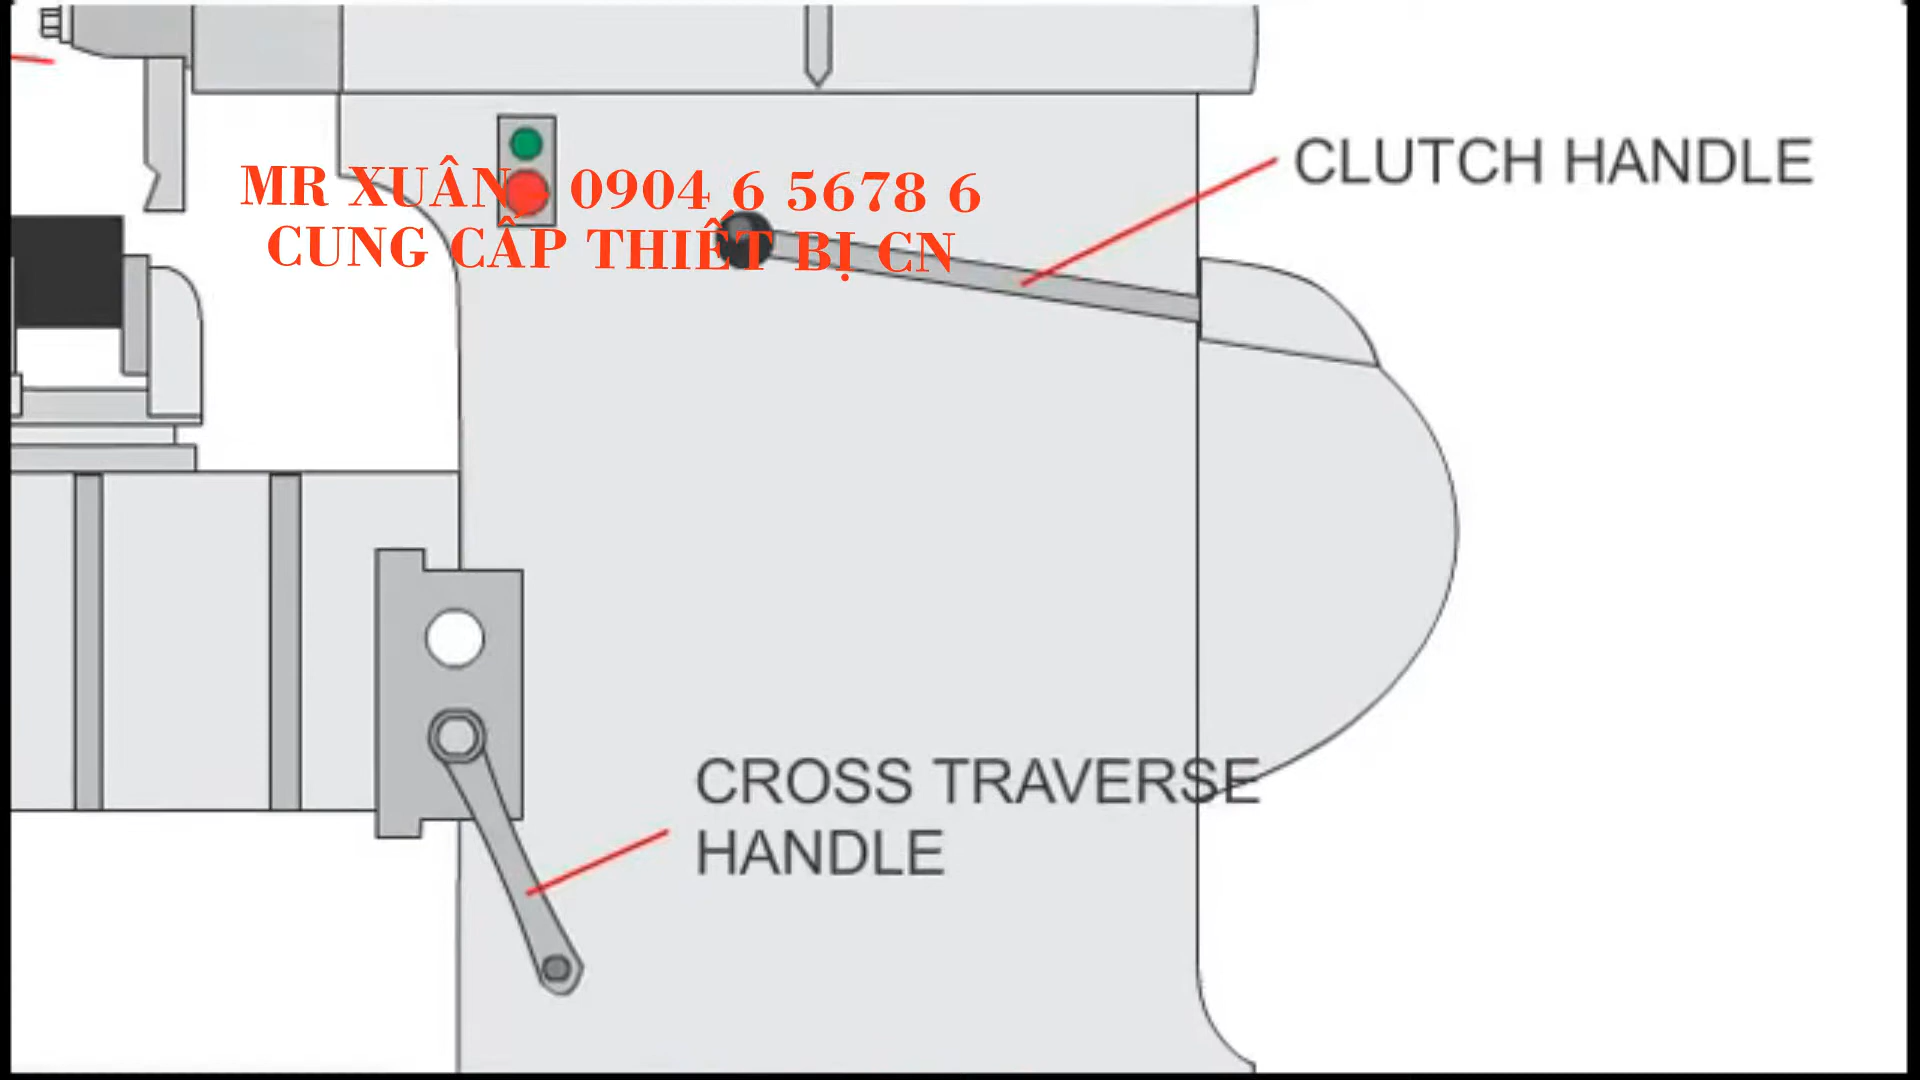 CLUTCH HANDLE
MR XUÂN 0904 6 5678 6
CUNG CẤP THIẾT BỊ CN
CROSS TRAVERSE
HANDLE